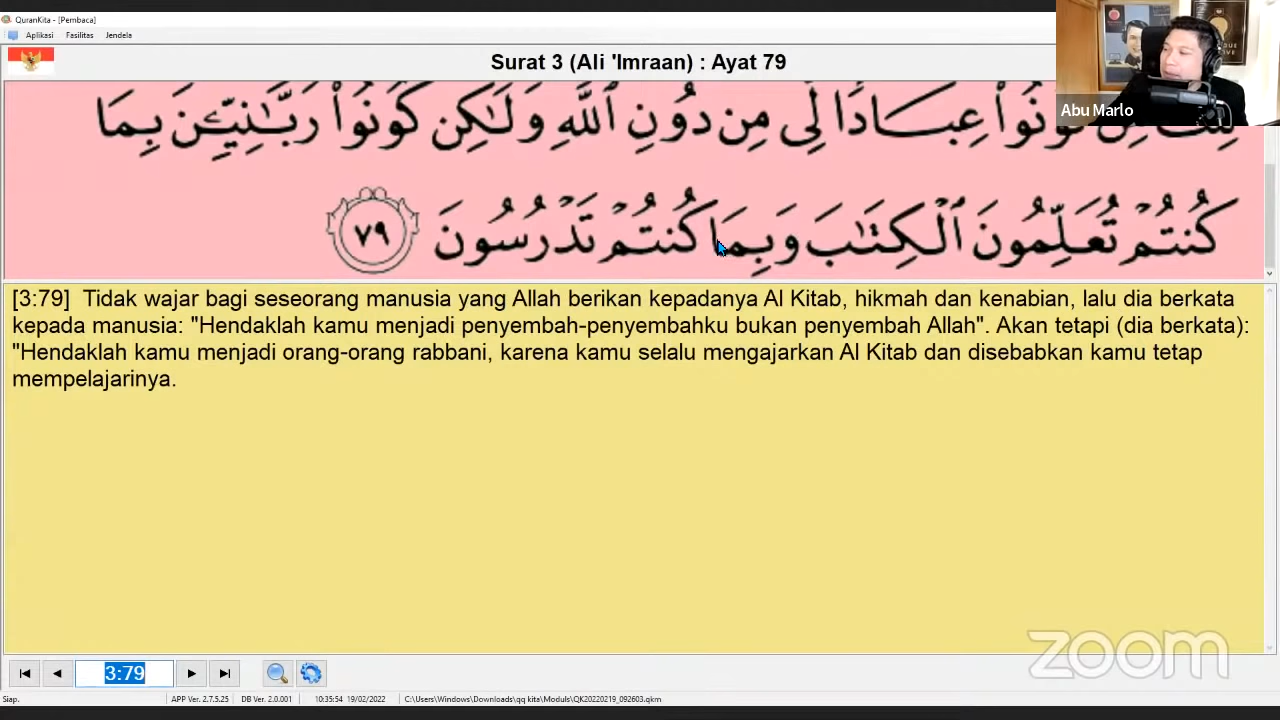 QuranKita - [Pembaca]
Aplikasi Fasilitas Jendela
Surat 3 (Ali 'Imraan) : Ayat 79
Abu Marlo
عِبَادًا لِّى مِن دُونِ ٱللَّهِ وَلَـٰكِن كُونُوا۟ رَبَّـٰنِيِّـۧنَ بِمَا
كُنتُمْ تُعَلِّمُونَ ٱلْكِتَـٰبَ وَبِمَا كُنتُمْ تَدْرُسُونَ ٧٩
[3:79] Tidak wajar bagi seseorang manusia yang Allah berikan kepadanya Al Kitab, hikmah dan kenabian, lalu dia berkata
kepada manusia: "Hendaklah kamu menjadi penyembah-penyembahku bukan penyembah Allah". Akan tetapi (dia berkata):
"Hendaklah kamu menjadi orang-orang rabbani, karena kamu selalu mengajarkan Al Kitab dan disebabkan kamu tetap
mempelajarinya.
zoom
3:79
Siap. APP Ver. 2.7.5.25 DB Ver. 2.0.001 10:35:54 19/02/2022 C:\Users\Windows\Downloads\qq kita\Moduls\QK20220219_092603.qkm